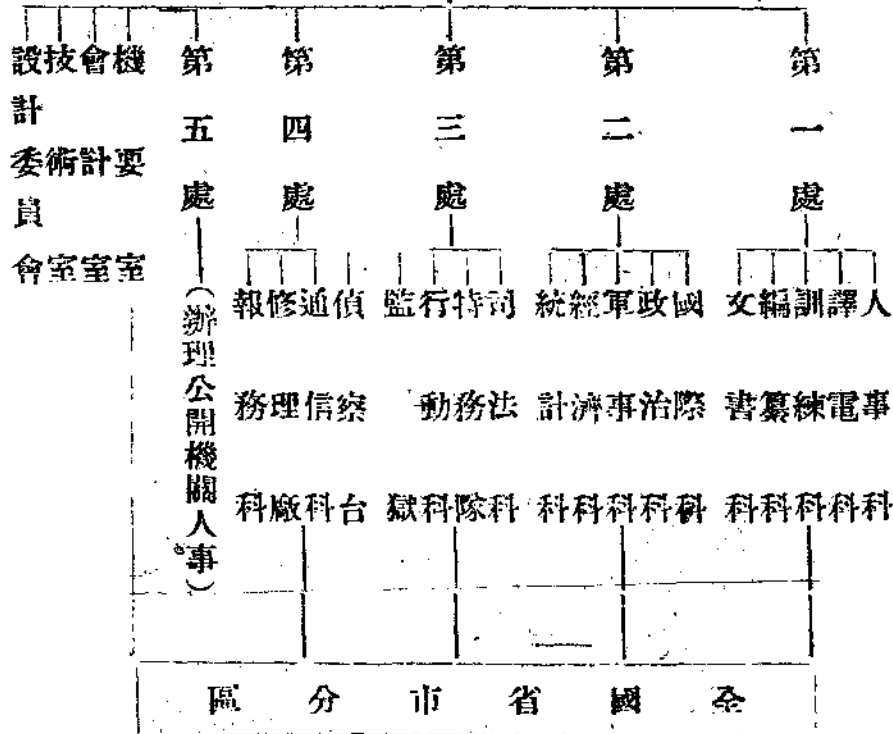 第一處
第二處
第三處
第四處
第五處
機要室
會計室
技術室
設計委員會
人事科
譯電科
訓練科
編纂科
文書科
國際科
政治科
軍事科
經濟科
統計科
司法科
特務隊
行動科
監獄
偵察台
通信科
修理廠
報務科
（辦理公開機關人事）
全國省市分區